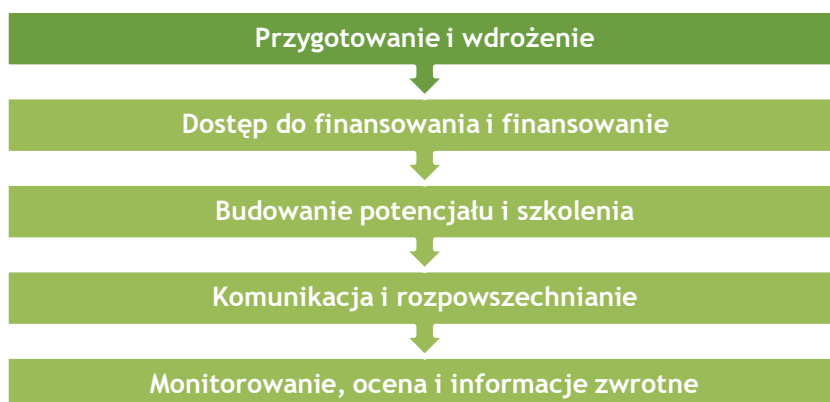 Przygotowanie i wdrożenie
Dostęp do finansowania i finansowanie
Budowanie potencjału i szkolenia
Komunikacja i rozpowszechnianie
Monitorowanie, ocena i informacje zwrotne